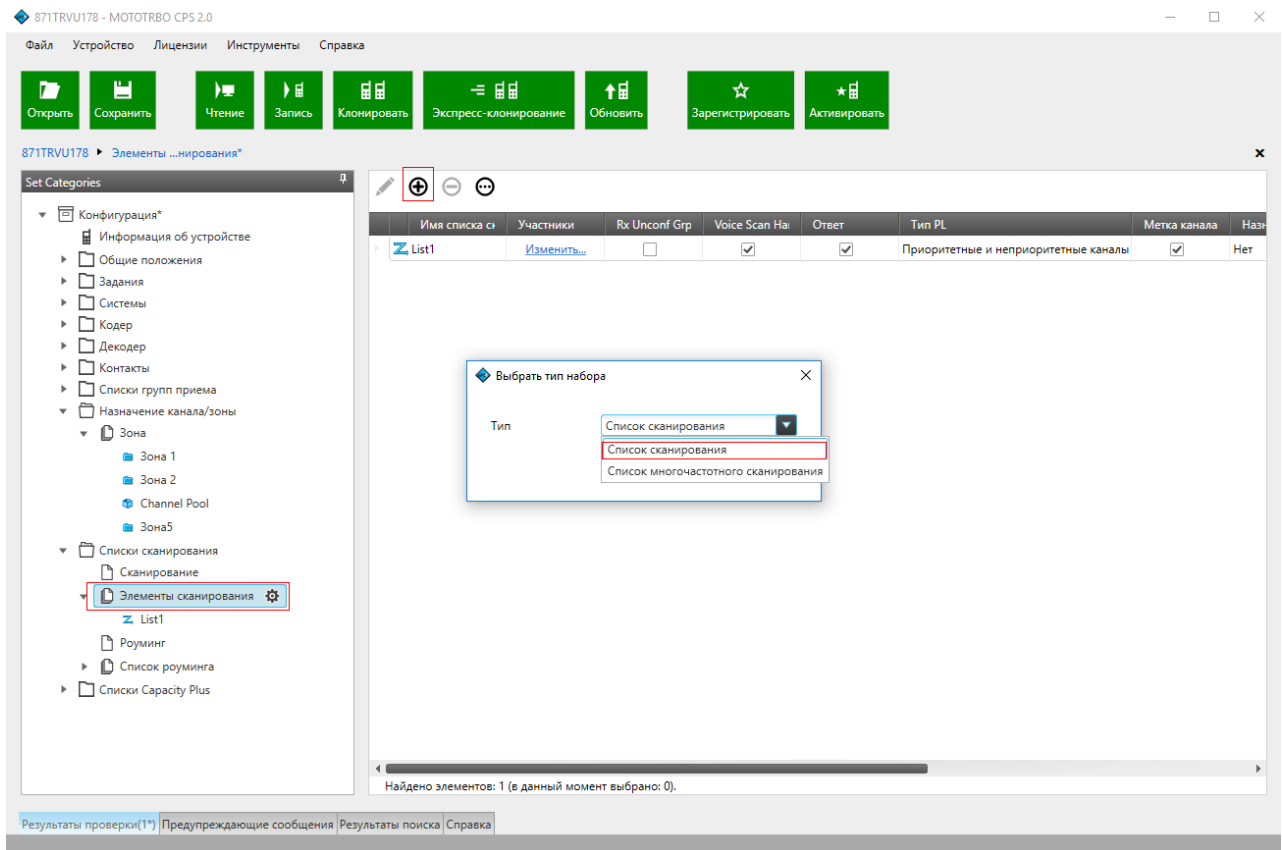 871TRVU178 - MOTOTRBO CPS 2.0
Файл Устройство Лицензии Инструменты Справка
Открыть Сохранить Чтение Запись Клонировать Экспресс-клонирование Обновить Зарегистрировать Активировать
871TRVU178 Элементы ...нирования*
Set Categories
Конфигурация*
Информация об устройстве
Общие положения
Задания
Системы
Кодер
Декодер
Контакты
Списки групп приема
Назначение канала/зоны
Зона
Зона 1
Зона 2
Channel Pool
Зона5
Списки сканирования
Сканирование
Элементы сканирования
List1
Роуминг
Список роуминга
Списки Capacity Plus
Имя списка ск Участники Rx Unconf Grp Voice Scan Han Ответ Тип PL Метка канала Назн
List1 Изменить... Приоритетные и неприоритетные каналы Нет
Выбрать тип набора
Тип Список сканирования
Список сканирования
Список многочастотного сканирования
Найдено элементов: 1 (в данный момент выбрано: 0).
Результаты проверки(1*) Предупреждающие сообщения Результаты поиска Справка